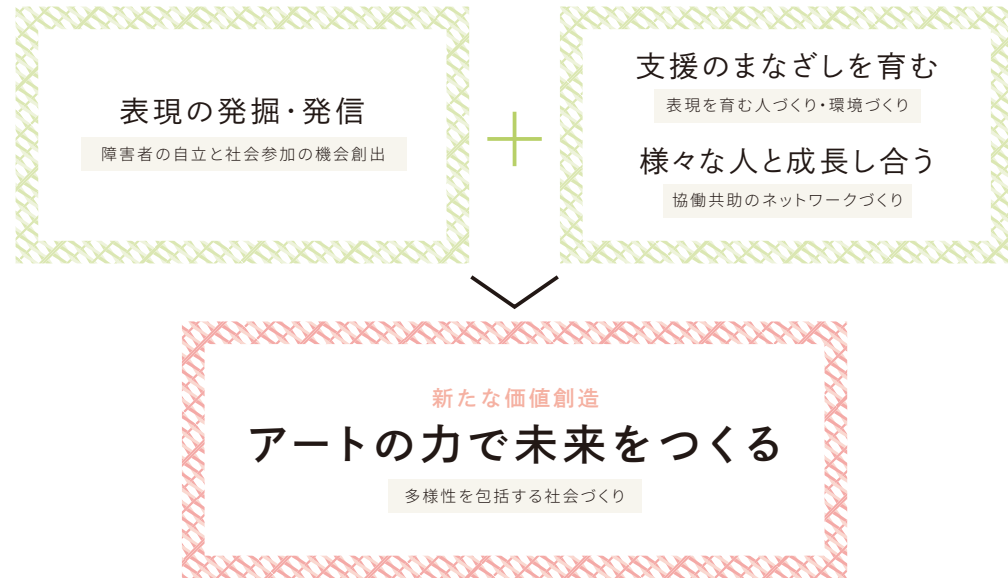 表現の発掘・発信
障害者の自立と社会参加の機会創出
支援のまなざしを育む
表現を育む人づくり・環境づくり
様々な人と成長し合う
協働共助のネットワークづくり
新たな価値創造
アートの力で未来をつくる
多様性を包括する社会づくり